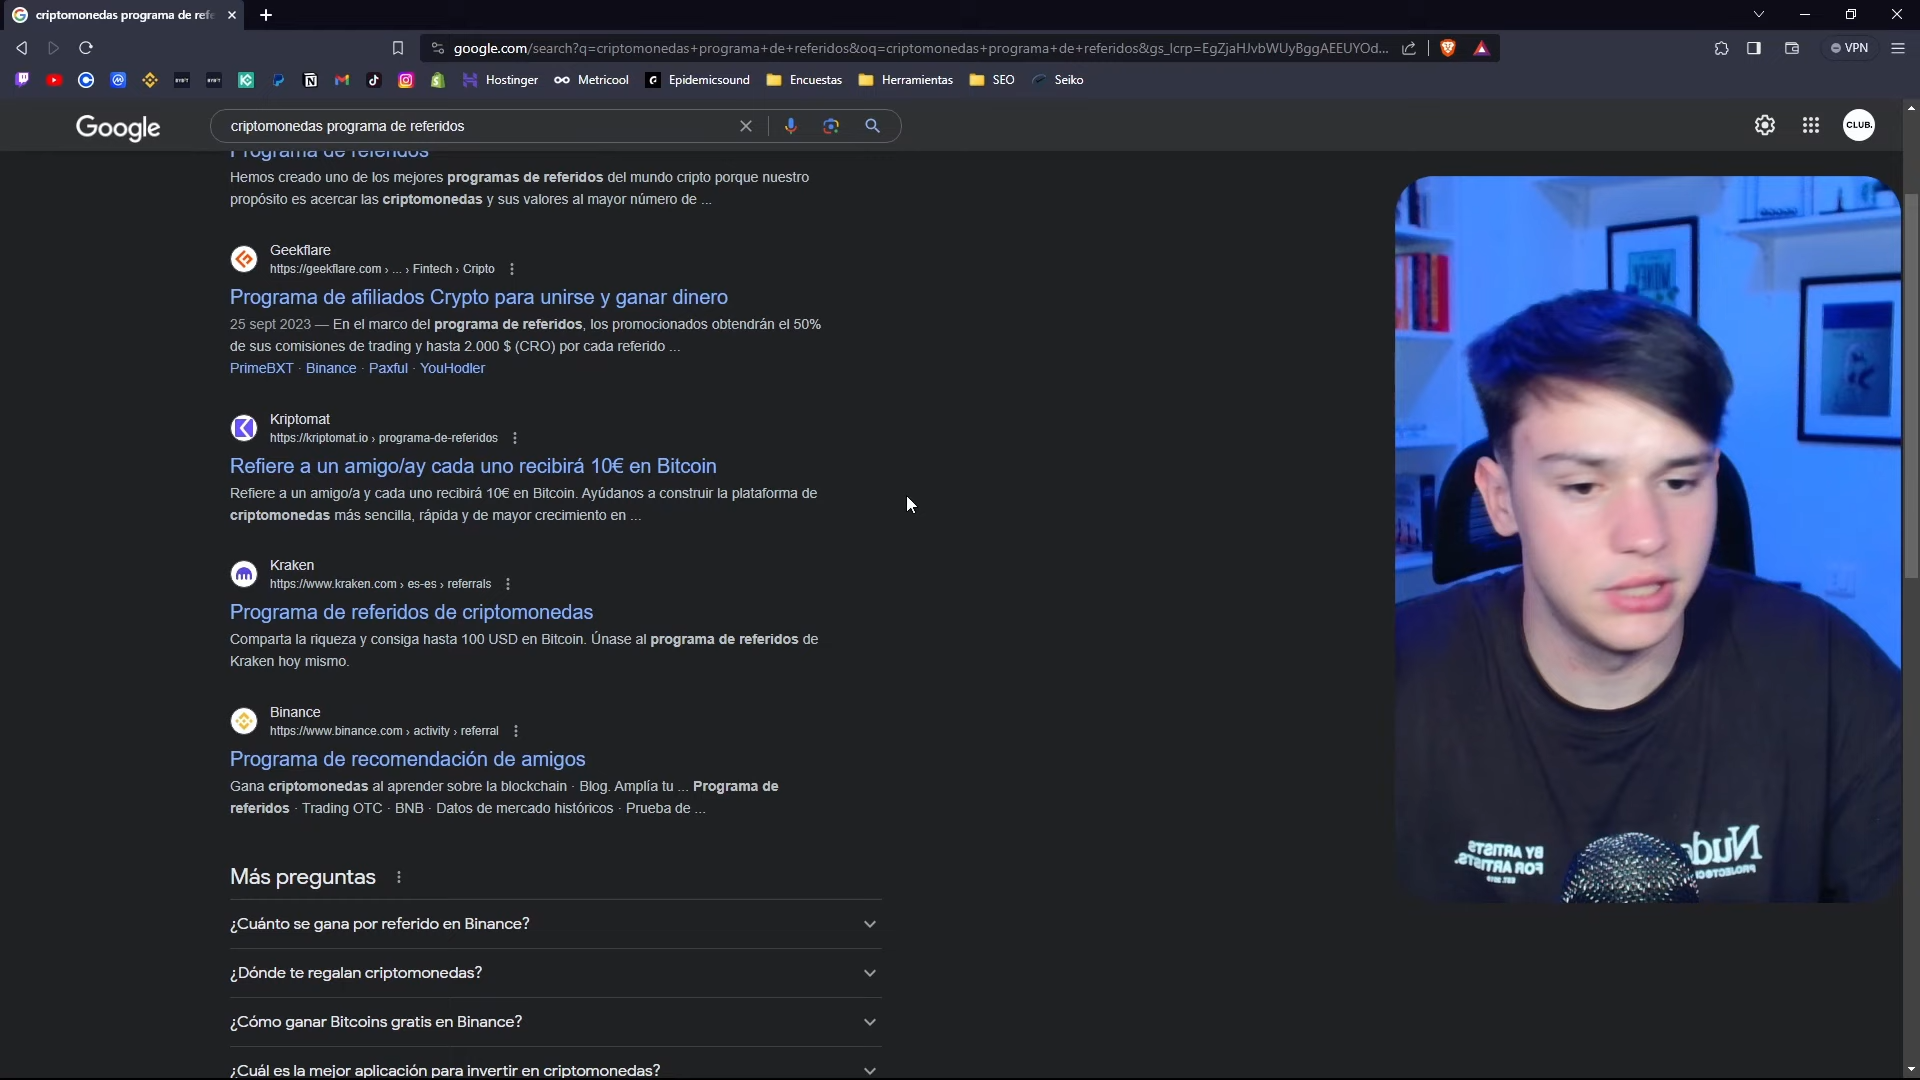 criptomonedas programa de refe
google.com/search?q=criptomonedas+programa+de+referidos&oq=criptomonedas+programa+de+referidos&gs_lcrp=EgZjaHJvbWUyBggAEEUYOd...
VPN
Hostinger
Metricool
Epidemicsound
Encuestas
Herramientas
SEO
Seiko
Google
criptomonedas programa de referidos
CLUB.
Programa de referidos
Hemos creado uno de los mejores programas de referidos del mundo cripto porque nuestro
propósito es acercar las criptomonedas y sus valores al mayor número de ...
Geekflare
https://geekflare.com › ... › Fintech › Cripto
Programa de afiliados Crypto para unirse y ganar dinero
25 sept 2023 — En el marco del programa de referidos, los promocionados obtendrán el 50%
de sus comisiones de trading y hasta 2.000 $ (CRO) por cada referido ...
PrimeBXT · Binance · Paxful · YouHodler
Kriptomat
https://kriptomat.io › programa-de-referidos
Refiere a un amigo/ay cada uno recibirá 10€ en Bitcoin
Refiere a un amigo/a y cada uno recibirá 10€ en Bitcoin. Ayúdanos a construir la plataforma de
criptomonedas más sencilla, rápida y de mayor crecimiento en ...
Kraken
https://www.kraken.com › es-es › referrals
Programa de referidos de criptomonedas
Comparta la riqueza y consiga hasta 100 USD en Bitcoin. Únase al programa de referidos de
Kraken hoy mismo.
Binance
https://www.binance.com › activity › referral
Programa de recomendación de amigos
Gana criptomonedas al aprender sobre la blockchain · Blog. Amplía tu ... Programa de
referidos · Trading OTC · BNB · Datos de mercado históricos · Prueba de ...
Más preguntas
¿Cuánto se gana por referido en Binance?
¿Dónde te regalan criptomonedas?
¿Cómo ganar Bitcoins gratis en Binance?
¿Cuál es la mejor aplicación para invertir en criptomonedas?
BY ARTISTS
FOR ARTISTS.
Nude